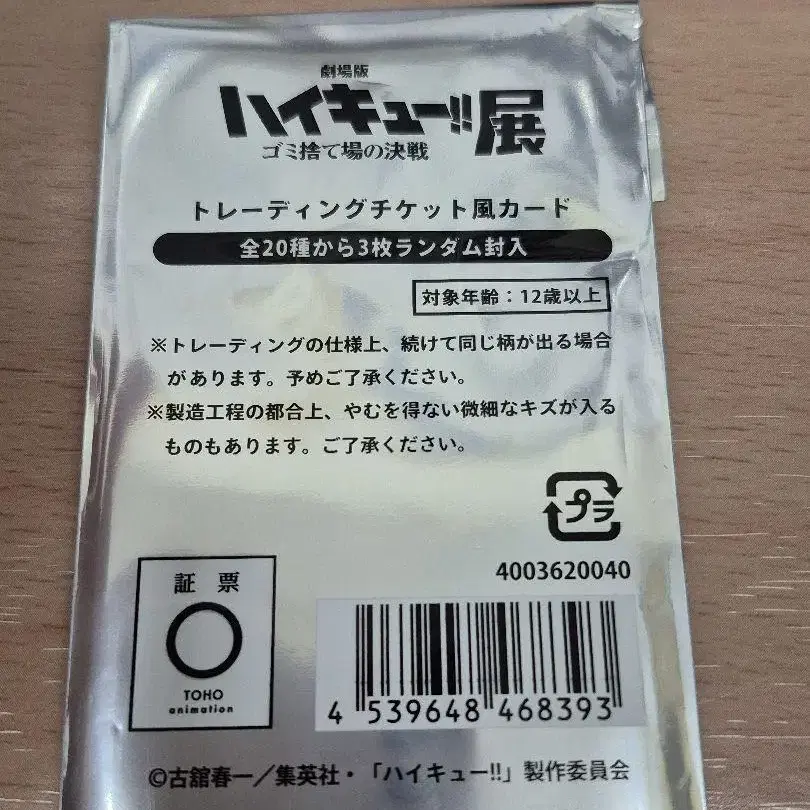 劇場版
ハイキュー!!展
ゴミ捨て場の決戦
トレーディングチケット風カード
全20種から3枚ランダム封入
対象年齢：12歳以上
※トレーディングの仕様上、続けて同じ柄が出る場合
があります。予めご了承ください。
※製造工程の都合上、やむを得ない微細なキズが入る
ものもあります。ご了承ください。
プラ
4003620040
証票
TOHO
animation
4 539648 468393
©古舘春一／集英社・「ハイキュー!!」製作委員会